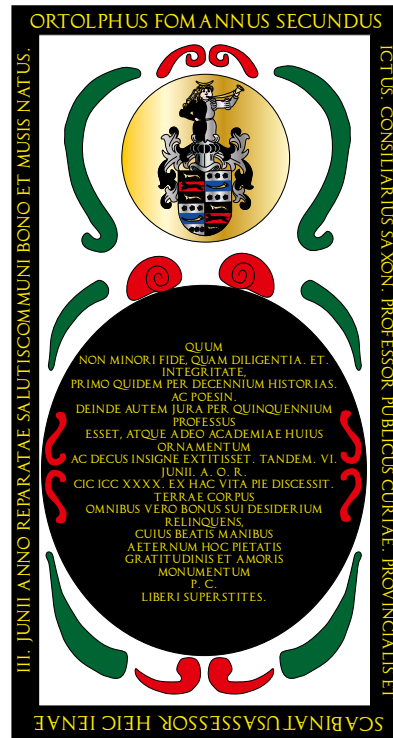 ORTOLPHUS FOMANNUS SECUNDUS
ICTUS. CONSILIARIUS SAXON. PROFESSOR PUBLICUS CURIAE. PROVINCIALIS ET
SCABINATUSASSESSOR HEIC IENAE
III. JUNII ANNO REPARATAE SALUTISCOMMUNI BONO ET MUSIS NATUS.
QUUM
NON MINORI FIDE, QUAM DILIGENTIA. ET.
INTEGRITATE,
PRIMO QUIDEM PER DECENNIUM HISTORIAS.
AC POESIN.
DEINDE AUTEM JURA PER QUINQUENNIUM
PROFESSUS
ESSET, ATQUE ADEO ACADEMIAE HUIUS
ORNAMENTUM
AC DECUS INSIGNE EXTITISSET. TANDEM. VI.
JUNII. A. O. R.
CIC ICC XXXX. EX HAC VITA PIE DISCESSIT.
TERRAE CORPUS
OMNIBUS VERO BONUS SUI DESIDERIUM
RELINQUENS,
CUIUS BEATIS MANIBUS
AETERNUM HOC PIETATIS
GRATITUDINIS ET AMORIS
MONUMENTUM
P. C.
LIBERI SUPERSTITES.